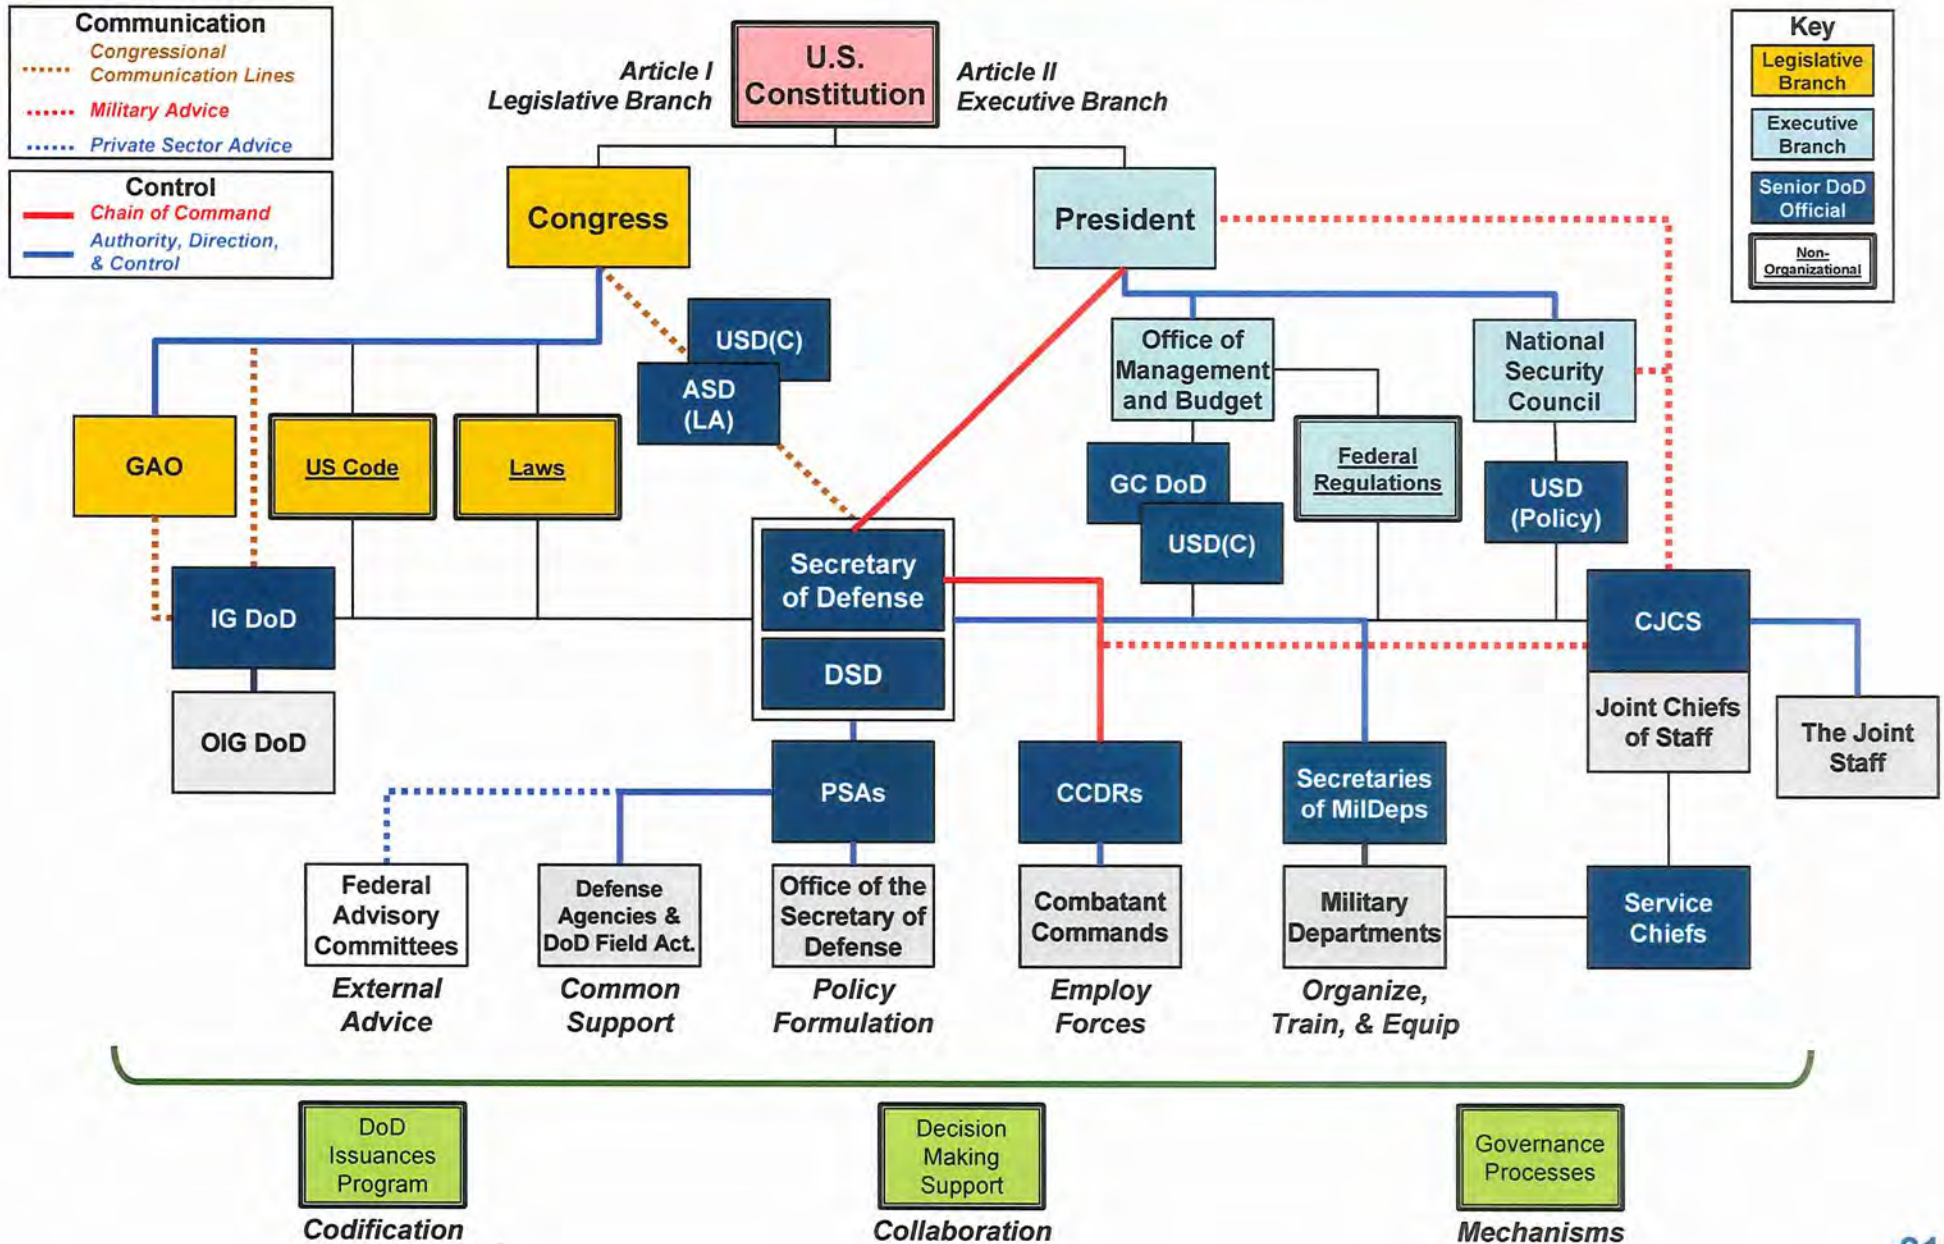 Communication
Congressional
Communication Lines
Military Advice
Private Sector Advice
Control
Chain of Command
Authority, Direction,
& Control
Article I
Legislative Branch
U.S.
Constitution
Article II
Executive Branch
Key
Legislative
Branch
Executive
Branch
Senior DoD
Official
Non-
Organizational
Congress
President
USD(C)
ASD
(LA)
Office of
Management
and Budget
National
Security
Council
GAO
US Code
Laws
GC DoD
USD(C)
Federal
Regulations
USD
(Policy)
IG DoD
Secretary
of Defense
DSD
CJCS
OIG DoD
Joint Chiefs
of Staff
The Joint
Staff
PSAs
CCDRs
Secretaries
of MilDeps
Federal
Advisory
Committees
Defense
Agencies &
DoD Field Act.
Office of the
Secretary of
Defense
Combatant
Commands
Military
Departments
Service
Chiefs
External
Advice
Common
Support
Policy
Formulation
Employ
Forces
Organize,
Train, & Equip
DoD
Issuances
Program
Decision
Making
Support
Governance
Processes
Codification
Collaboration
Mechanisms